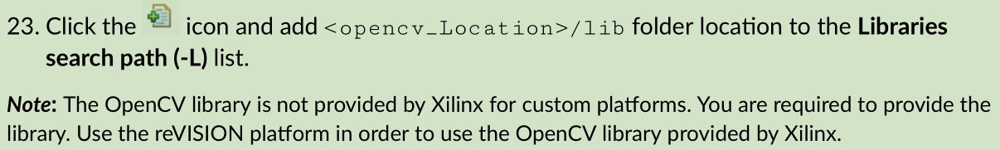 23. Click the icon and add <opencv_Location>/lib folder location to the Libraries
search path (-L) list.
Note: The OpenCV library is not provided by Xilinx for custom platforms. You are required to provide the
library. Use the reVISION platform in order to use the OpenCV library provided by Xilinx.